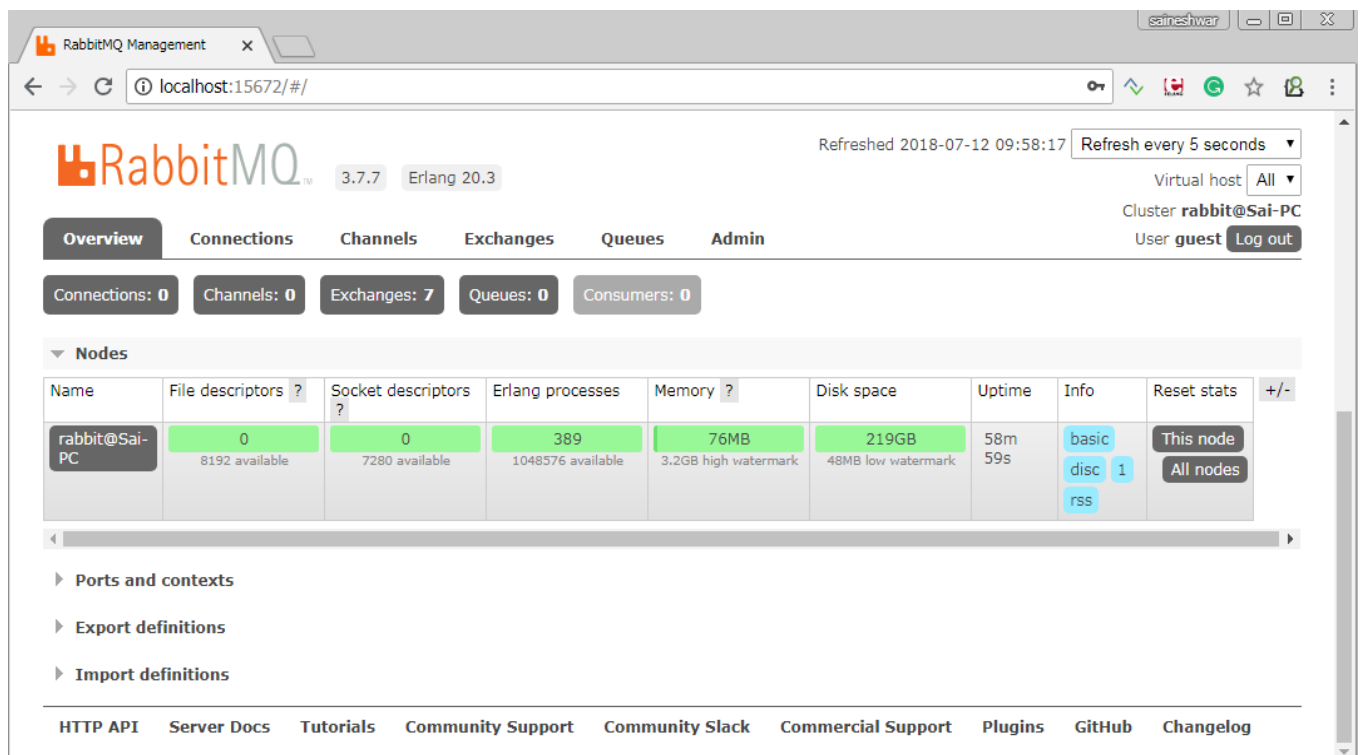 saineshwar
RabbitMQ Management
localhost:15672/#/
Refreshed 2018-07-12 09:58:17 Refresh every 5 seconds
RabbitMQ 3.7.7 Erlang 20.3
Virtual host All
Cluster rabbit@Sai-PC
User guest Log out
Overview Connections Channels Exchanges Queues Admin
Connections: 0 Channels: 0 Exchanges: 7 Queues: 0 Consumers: 0
Nodes
Name File descriptors ? Socket descriptors ? Erlang processes Memory ? Disk space Uptime Info Reset stats +/-
rabbit@Sai-PC 0 0 389 76MB 219GB 58m 59s basic disc 1 rss This node All nodes
8192 available 7280 available 1048576 available 3.2GB high watermark 48MB low watermark
Ports and contexts
Export definitions
Import definitions
HTTP API Server Docs Tutorials Community Support Community Slack Commercial Support Plugins GitHub Changelog